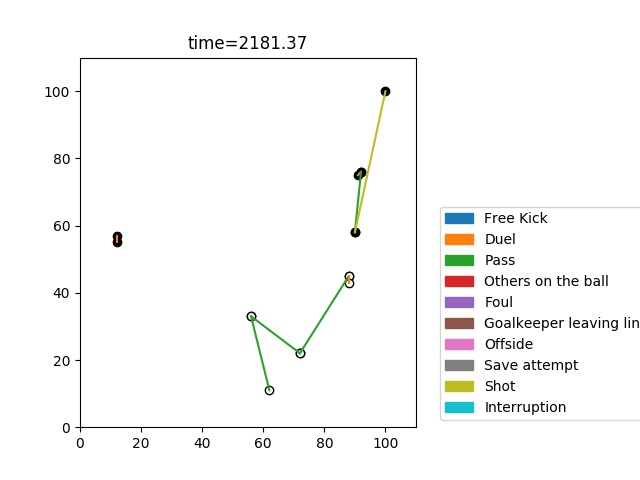 time=2181.37
100
80
60
40
20
0
0 20 40 60 80 100
Free Kick
Duel
Pass
Others on the ball
Foul
Goalkeeper leaving lin
Offside
Save attempt
Shot
Interruption